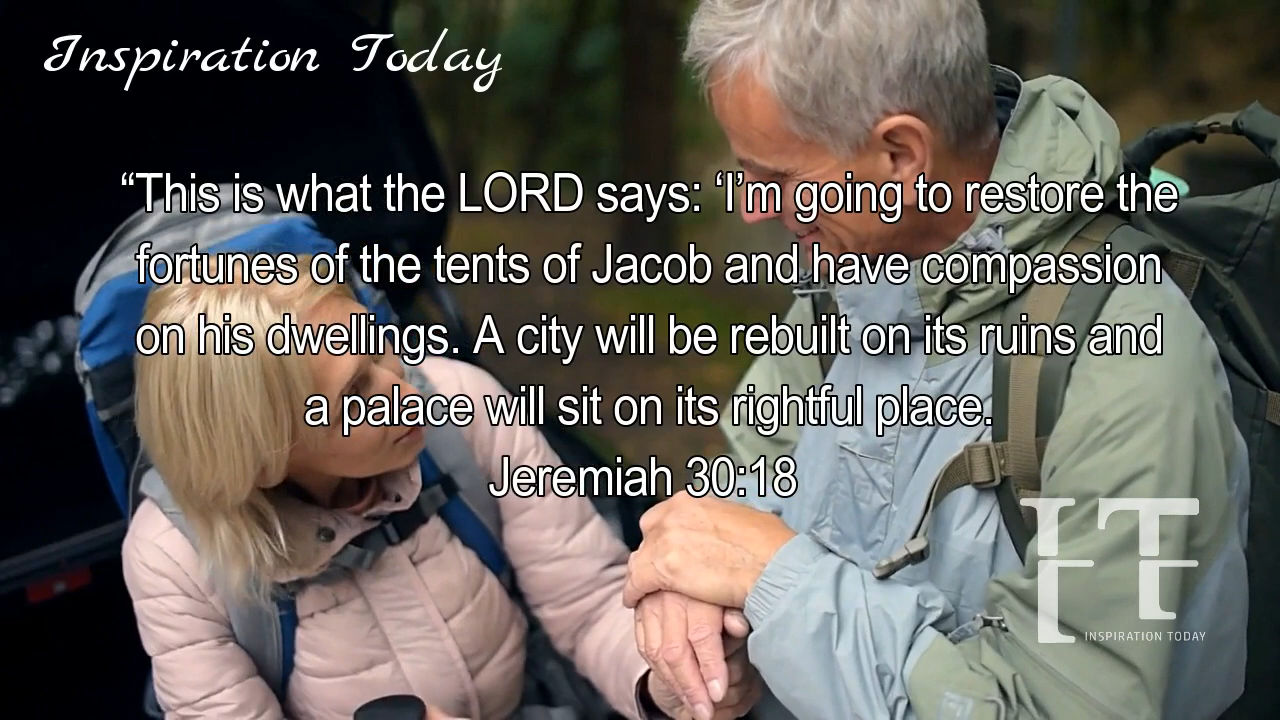 Inspiration Today
“This is what the LORD says: ‘I’m going to restore the
fortunes of the tents of Jacob and have compassion
on his dwellings. A city will be rebuilt on its ruins and
a palace will sit on its rightful place.
Jeremiah 30:18
IT
INSPIRATION TODAY